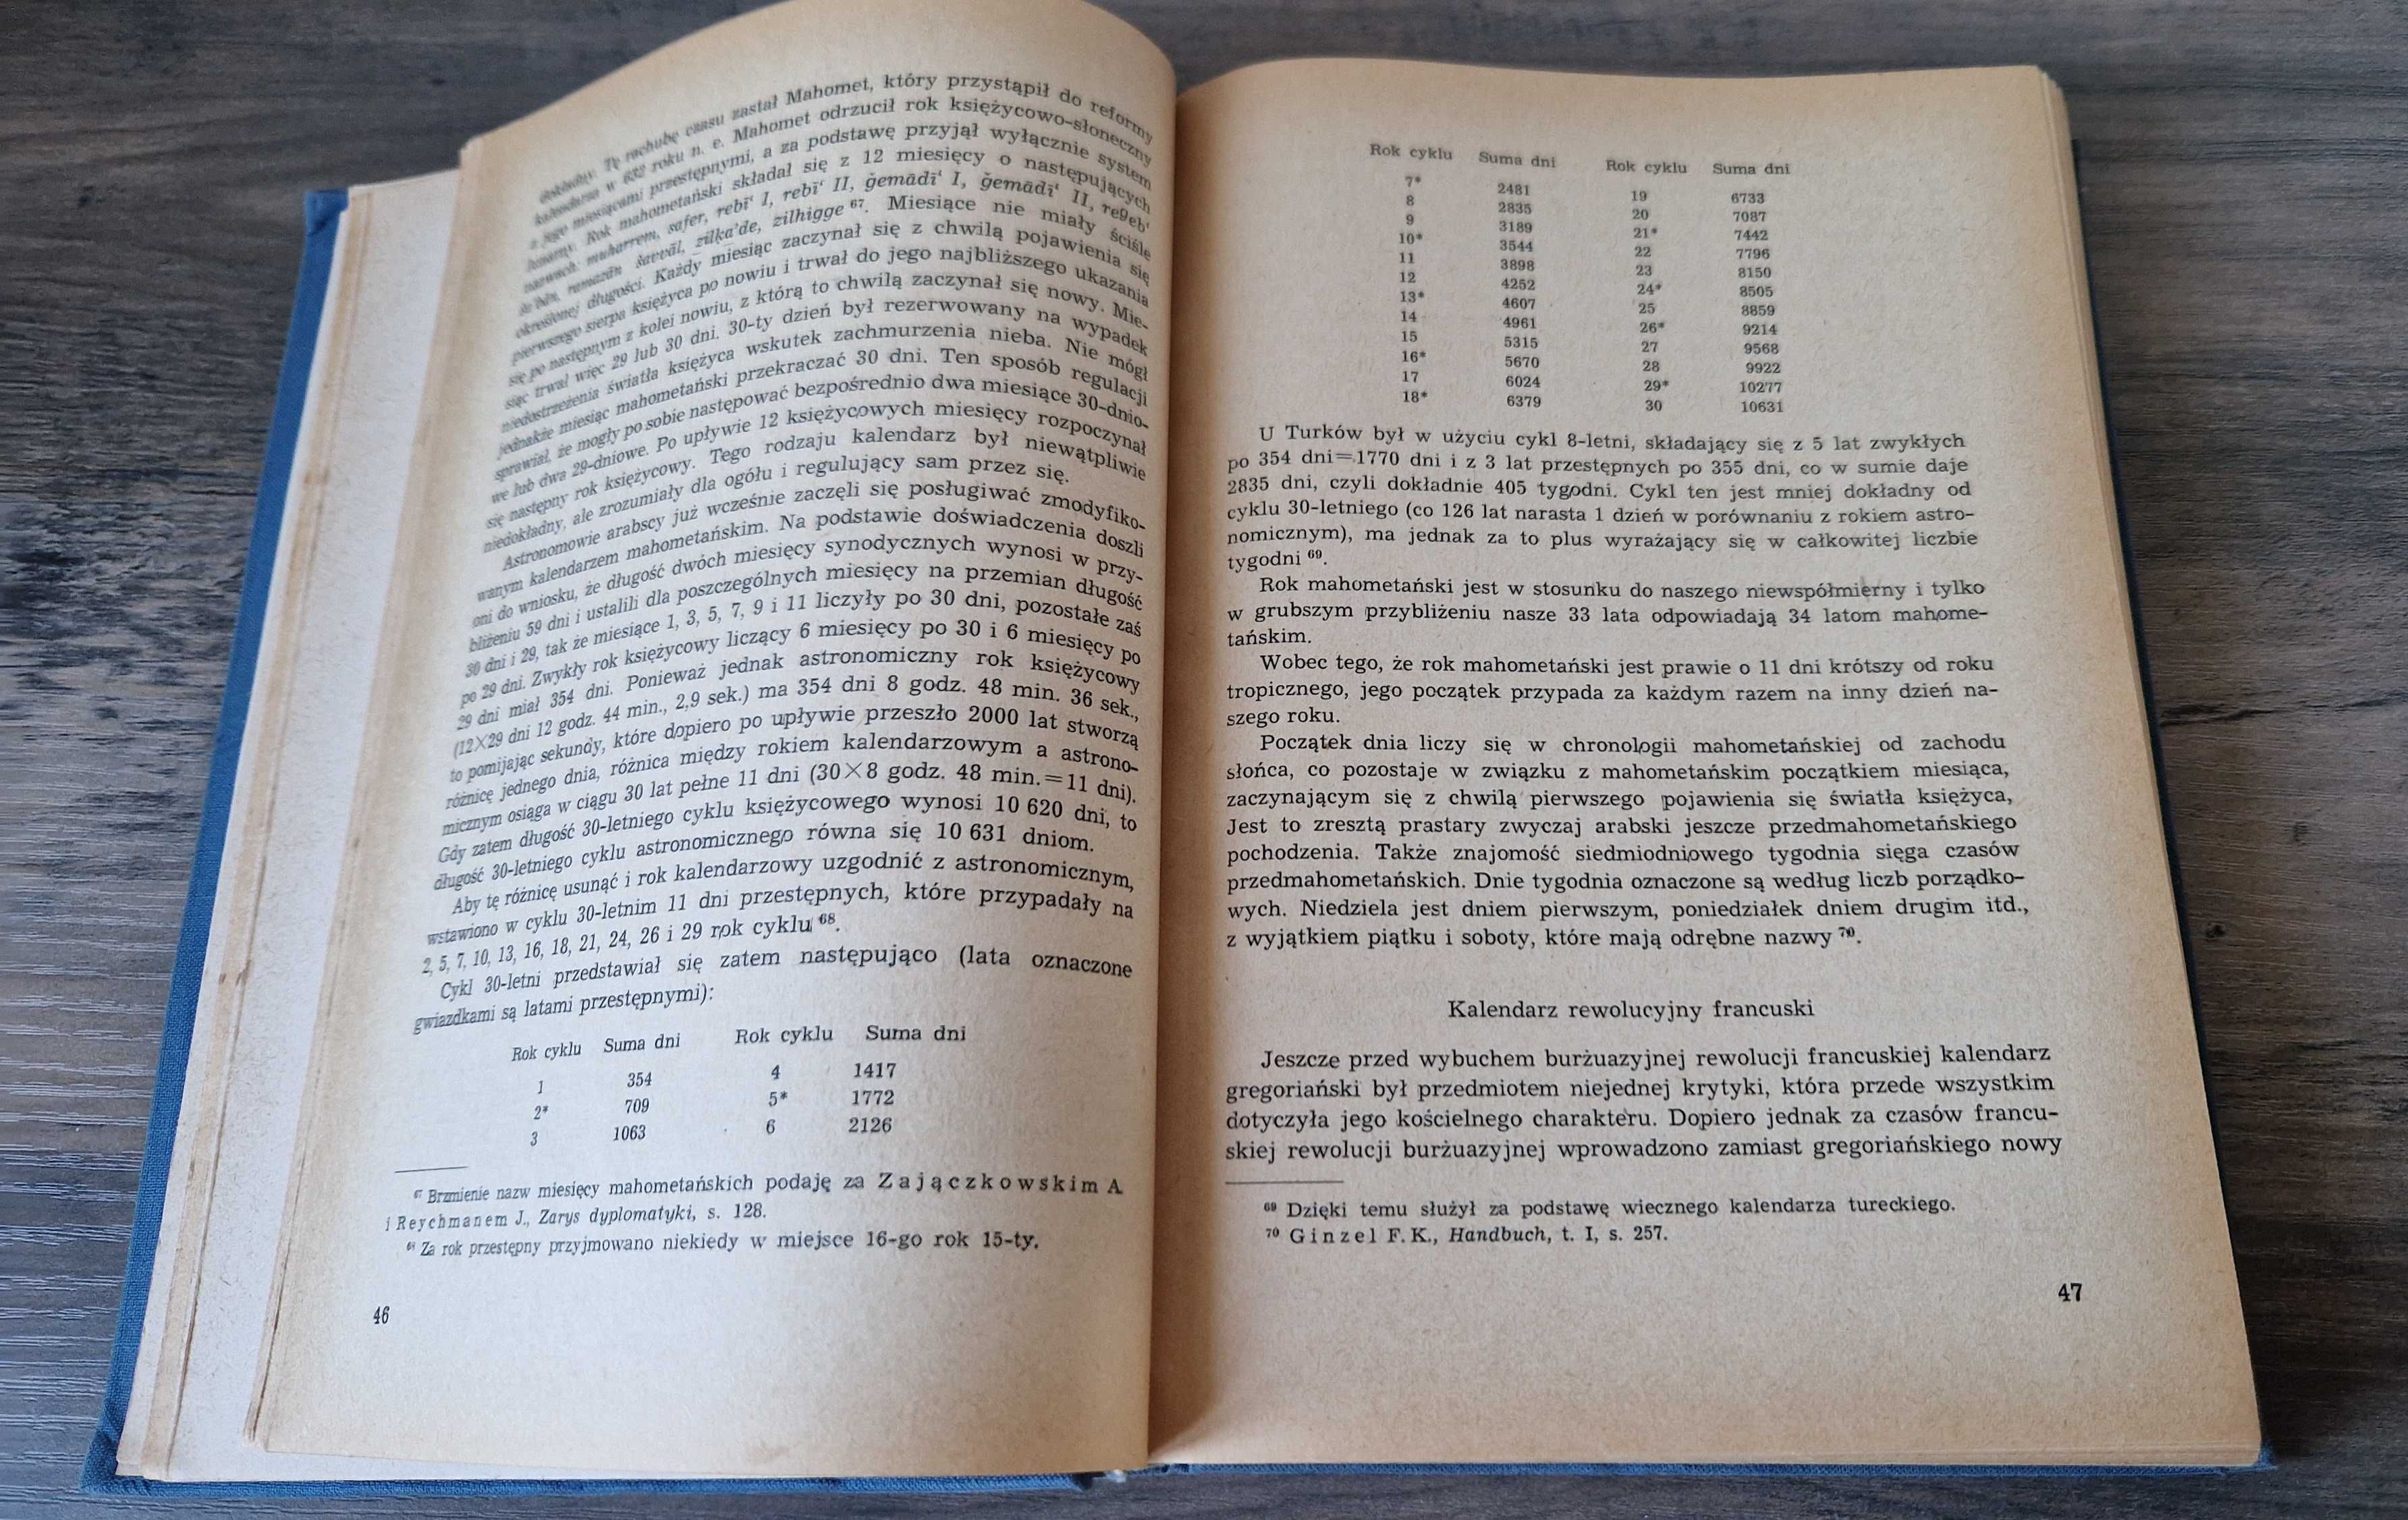 dokładny. Tę rachubę czasu zastał Mahomet, który przystąpił do reformy
kalendarza w 632 roku n. e. Mahomet odrzucił rok księżycowo-słoneczny
z jego miesiącami przestępnymi, a za podstawę przyjął wyłącznie system
lunarny. Rok mahometański składał się z 12 miesięcy o następujących
nazwach: muharrem, safer, rebī‘ I, rebī‘ II, ğemādī‘ I, ğemādī‘ II,
ramazān šavvāl, zilḳa‘de, zilhigge ⁶⁷. Miesiące nie miały ściśle
określonej długości. Każdy miesiąc zaczynał się z chwilą pojawienia się
pierwszego sierpa księżyca po nowiu i trwał do jego najbliższego ukazania
się po następnym z kolei nowiu, z którą to chwilą zaczynał się nowy. Mie-
siąc trwał więc 29 lub 30 dni. 30-ty dzień był rezerwowany na wypadek
niedostrzeżenia światła księżyca wskutek zachmurzenia nieba. Nie mógł
jednakże miesiąc mahometański przekraczać 30 dni. Ten sposób regulacji
sprawiał, że mogły po sobie następować bezpośrednio dwa miesiące 30-dnio-
we lub dwa 29-dniowe. Po upływie 12 księżycowych miesięcy rozpoczynał
się następny rok księżycowy. Tego rodzaju kalendarz był niewątpliwie
niedokładny, ale zrozumiały dla ogółu i regulujący sam przez się.
Astronomowie arabscy już wcześnie zaczęli się posługiwać zmodyfiko-
wanym kalendarzem mahometańskim. Na podstawie doświadczenia doszli
oni do wniosku, że długość dwóch miesięcy synodycznych wynosi w przy-
bliżeniu 59 dni i ustalili dla poszczególnych miesięcy na przemian długość
30 dni i 29, tak że miesiące 1, 3, 5, 7, 9 i 11 liczyły po 30 dni, pozostałe zaś
po 29 dni. Zwykły rok księżycowy liczący 6 miesięcy po 30 i 6 miesięcy po
29 dni miał 354 dni. Ponieważ jednak astronomiczny rok księżycowy
(12×29 dni 12 godz. 44 min., 2,9 sek.) ma 354 dni 8 godz. 48 min. 36 sek.,
to pomijając sekundy, które dopiero po upływie przeszło 2000 lat stworzą
różnicę jednego dnia, różnica między rokiem kalendarzowym a astrono-
micznym osiąga w ciągu 30 lat pełne 11 dni (30×8 godz. 48 min.=11 dni).
Gdy zatem długość 30-letniego cyklu księżycowego wynosi 10 620 dni, to
długość 30-letniego cyklu astronomicznego równa się 10 631 dniom.
Aby tę różnicę usunąć i rok kalendarzowy uzgodnić z astronomicznym,
wstawiono w cyklu 30-letnim 11 dni przestępnych, które przypadały na
2, 5, 7, 10, 13, 16, 18, 21, 24, 26 i 29 rok cyklu ⁶⁸.
Cykl 30-letni przedstawiał się zatem następująco (lata oznaczone
gwiazdkami są latami przestępnymi):
Rok cyklu Suma dni Rok cyklu Suma dni
1 354 4 1417
2* 709 5* 1772
3 1063 6 2126
⁶⁷ Brzmienie nazw miesięcy mahometańskich podaję za Zajączkowskim A.
i Reychmanem J., Zarys dyplomatyki, s. 128.
⁶⁸ Za rok przestępny przyjmowano niekiedy w miejsce 16-go rok 15-ty.
46
Rok cyklu Suma dni Rok cyklu Suma dni
7* 2481 19 6733
8 2835 20 7087
9 3189 21* 7442
10* 3544 22 7796
11 3898 23 8150
12 4252 24* 8505
13* 4607 25 8859
14 4961 26* 9214
15 5315 27 9568
16* 5670 28 9922
17 6024 29* 10277
18* 6379 30 10631
U Turków był w użyciu cykl 8-letni, składający się z 5 lat zwykłych
po 354 dni=1770 dni i z 3 lat przestępnych po 355 dni, co w sumie daje
2835 dni, czyli dokładnie 405 tygodni. Cykl ten jest mniej dokładny od
cyklu 30-letniego (co 126 lat narasta 1 dzień w porównaniu z rokiem astro-
nomicznym), ma jednak za to plus wyrażający się w całkowitej liczbie
tygodni ⁶⁹.
Rok mahometański jest w stosunku do naszego niewspółmierny i tylko
w grubszym przybliżeniu nasze 33 lata odpowiadają 34 latom mahome-
tańskim.
Wobec tego, że rok mahometański jest prawie o 11 dni krótszy od roku
tropicznego, jego początek przypada za każdym razem na inny dzień na-
szego roku.
Początek dnia liczy się w chronologii mahometańskiej od zachodu
słońca, co pozostaje w związku z mahometańskim początkiem miesiąca,
zaczynającym się z chwilą pierwszego pojawienia się światła księżyca,
Jest to zresztą prastary zwyczaj arabski jeszcze przedmahometańskiego
pochodzenia. Także znajomość siedmiodniowego tygodnia sięga czasów
przedmahometańskich. Dnie tygodnia oznaczone są według liczb porządko-
wych. Niedziela jest dniem pierwszym, poniedziałek dniem drugim itd.,
z wyjątkiem piątku i soboty, które mają odrębne nazwy ⁷⁰.
Kalendarz rewolucyjny francuski
Jeszcze przed wybuchem burżuazyjnej rewolucji francuskiej kalendarz
gregoriański był przedmiotem niejednej krytyki, która przede wszystkim
dotyczyła jego kościelnego charakteru. Dopiero jednak za czasów francu-
skiej rewolucji burżuazyjnej wprowadzono zamiast gregoriańskiego nowy
⁶⁹ Dzięki temu służył za podstawę wiecznego kalendarza tureckiego.
⁷⁰ Ginzel F. K., Handbuch, t. I, s. 257.
47